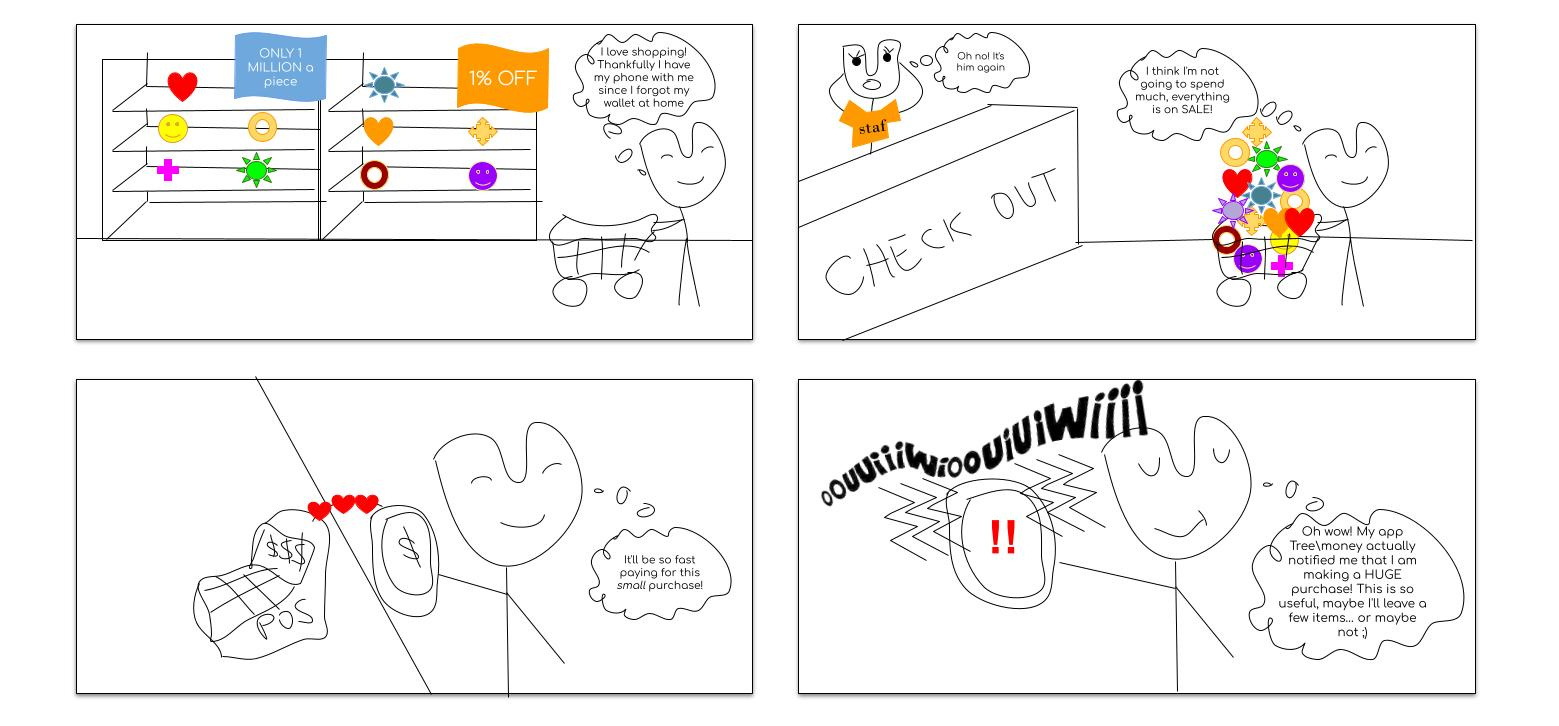 ONLY 1
MILLION a
piece
1% OFF
I love shopping!
Thankfully I have
my phone with me
since I forgot my
wallet at home
Oh no! It's
him again
staf
I think I'm not
going to spend
much, everything
is on SALE!
CHECK OUT
$$$
POS
$
It'll be so fast
paying for this
small purchase!
oouuiiiWioouiuiWiiii
!!
Oh wow! My app
Tree\money actually
notified me that I am
making a HUGE
purchase! This is so
useful, maybe I'll leave a
few items... or maybe
not ;)